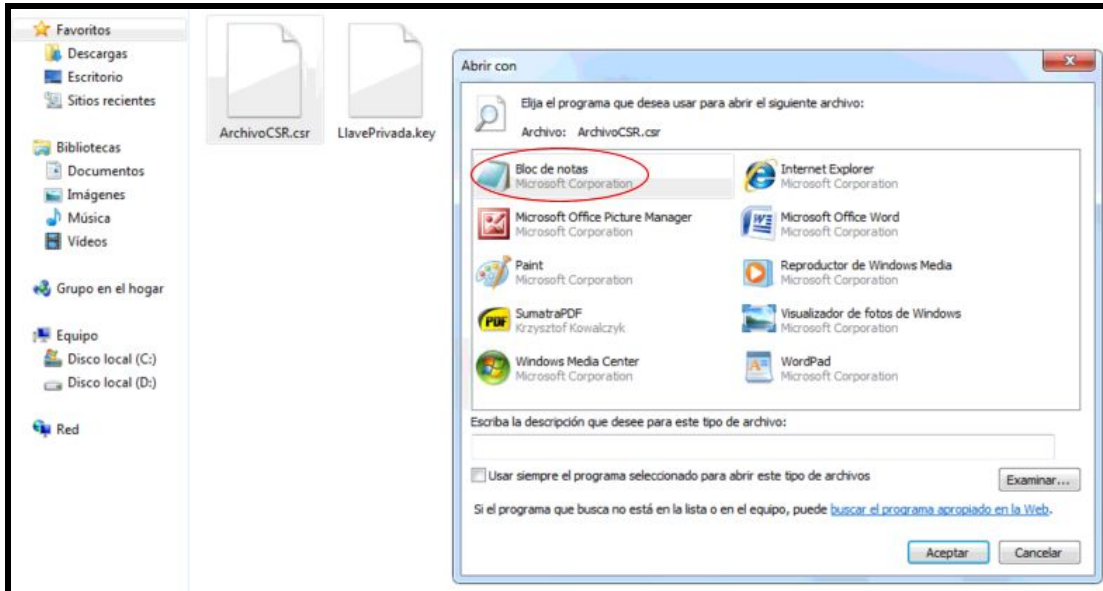 Favoritos
Descargas
Escritorio
Sitios recientes
Bibliotecas
Documentos
Imágenes
Música
Vídeos
Grupo en el hogar
Equipo
Disco local (C:)
Disco local (D:)
Red
ArchivoCSR.csr
LlavePrivada.key
Abrir con
Elija el programa que desea usar para abrir el siguiente archivo:
Archivo: ArchivoCSR.csr
Bloc de notas
Microsoft Corporation
Internet Explorer
Microsoft Corporation
Microsoft Office Picture Manager
Microsoft Corporation
Microsoft Office Word
Microsoft Corporation
Paint
Microsoft Corporation
Reproductor de Windows Media
Microsoft Corporation
PDF
SumatraPDF
Krzysztof Kowalczyk
Visualizador de fotos de Windows
Microsoft Corporation
Windows Media Center
Microsoft Corporation
WordPad
Microsoft Corporation
Escriba la descripción que desee para este tipo de archivo:
Usar siempre el programa seleccionado para abrir este tipo de archivos
Examinar...
Si el programa que busca no está en la lista o en el equipo, puede buscar el programa apropiado en la Web.
Aceptar
Cancelar